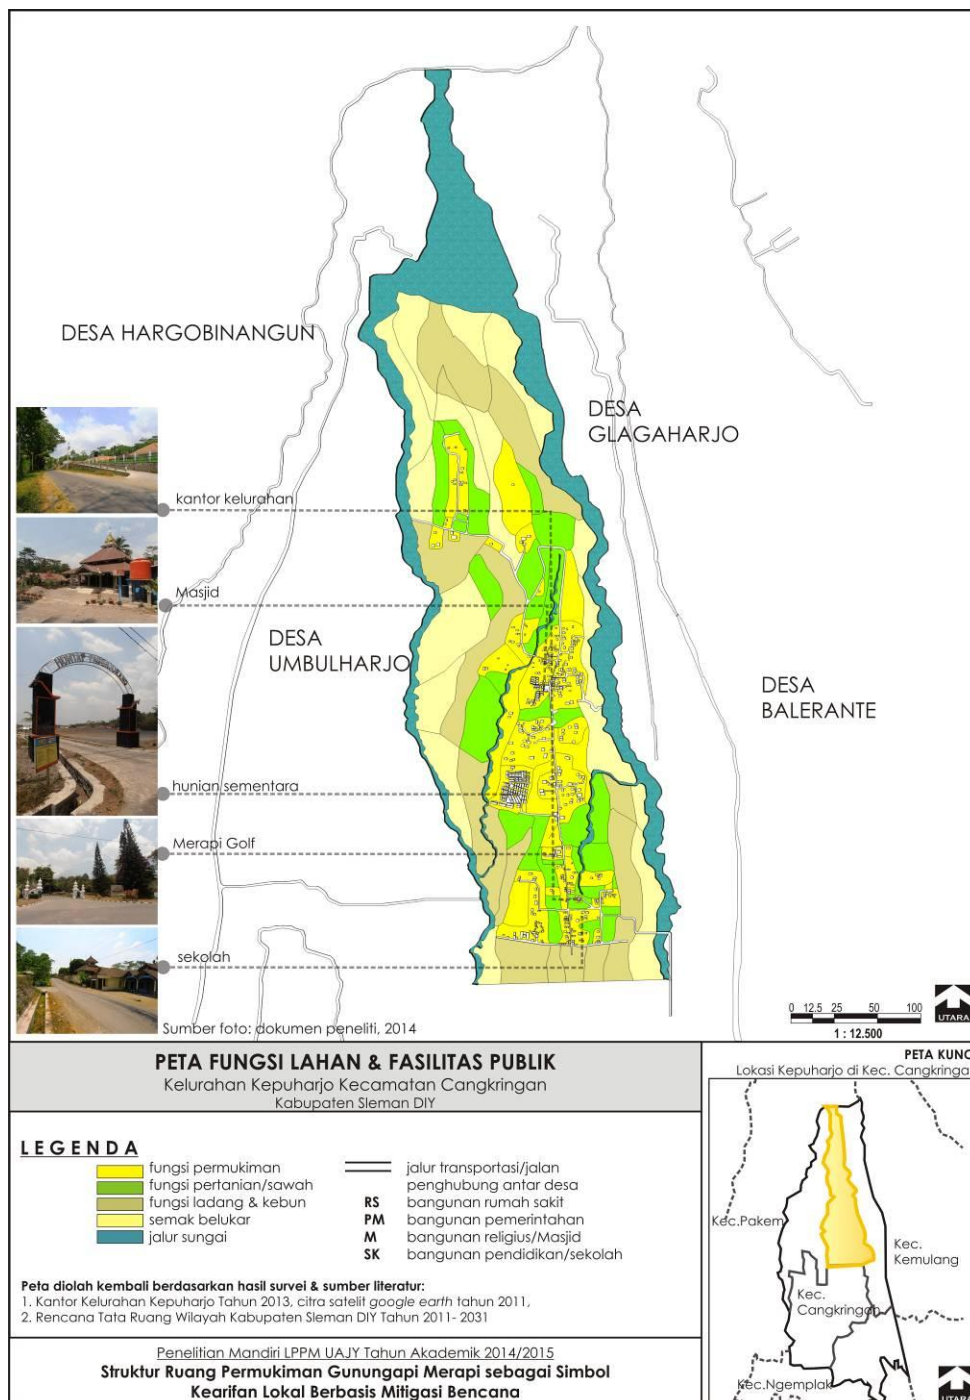 DESA HARGOBINANGUN
DESA
GLAGAHARJO
kantor kelurahan
Masjid
DESA
UMBULHARJO
DESA
BALERANTE
hunian sementara
Merapi Golf
sekolah
Sumber foto: dokumen peneliti, 2014
0 12.5 25 50 100
1 : 12.500
UTARA
PETA FUNGSI LAHAN & FASILITAS PUBLIK
Kelurahan Kepuharjo Kecamatan Cangkringan
Kabupaten Sleman DIY
PETA KUNC
Lokasi Kepuharjo di Kec. Cangkringa
LEGENDA
fungsi permukiman
fungsi pertanian/sawah
fungsi ladang & kebun
semak belukar
jalur sungai
jalur transportasi/jalan
penghubung antar desa
RS bangunan rumah sakit
PM bangunan pemerintahan
M bangunan religius/Masjid
SK bangunan pendidikan/sekolah
Peta diolah kembali berdasarkan hasil survei & sumber literatur:
1. Kantor Kelurahan Kepuharjo Tahun 2013, citra satelit google earth tahun 2011,
2. Rencana Tata Ruang Wilayah Kabupaten Sleman DIY Tahun 2011- 2031
Penelitian Mandiri LPPM UAJY Tahun Akademik 2014/2015
Struktur Ruang Permukiman Gunungapi Merapi sebagai Simbol
Kearifan Lokal Berbasis Mitigasi Bencana
Kec.Pakem
Kec.
Kemulang
Kec.
Cangkringan
Kec.Ngemplak
UTARA